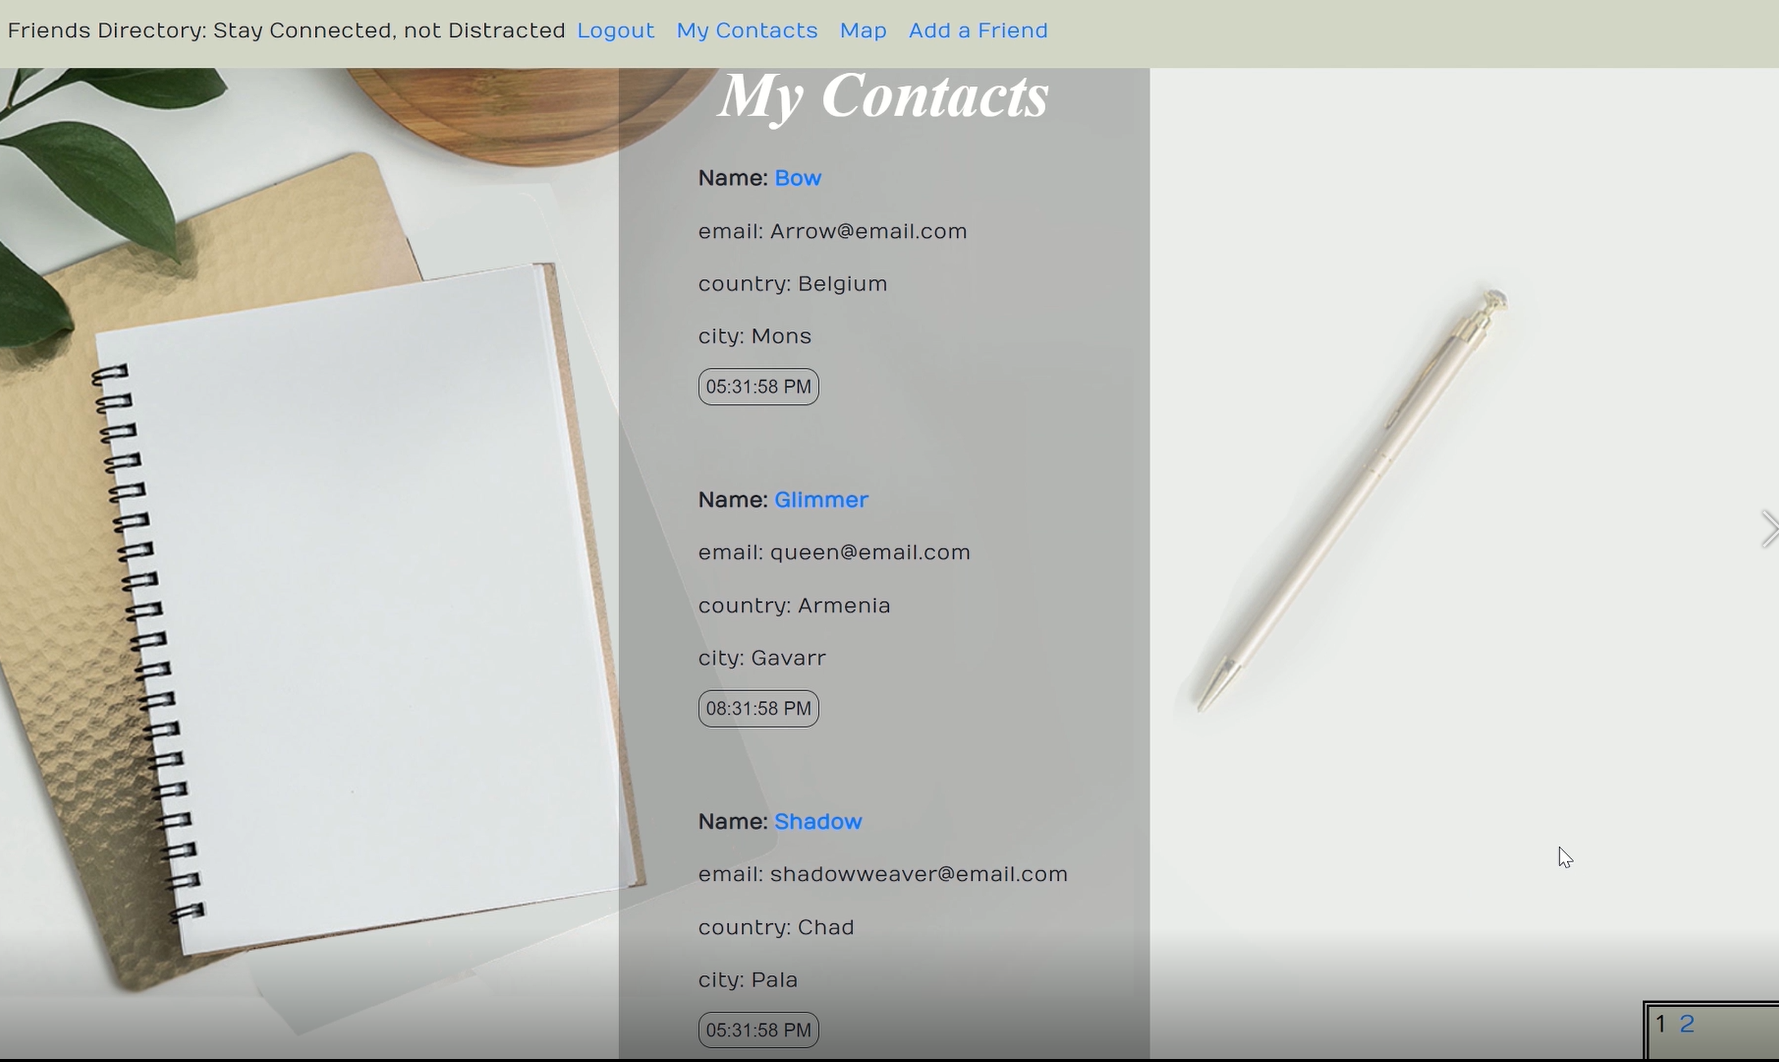 Friends Directory: Stay Connected, not Distracted Logout My Contacts Map Add a Friend
My Contacts
Name: Bow
email: Arrow@email.com
country: Belgium
city: Mons
05:31:58 PM
Name: Glimmer
email: queen@email.com
country: Armenia
city: Gavarr
08:31:58 PM
Name: Shadow
email: shadowweaver@email.com
country: Chad
city: Pala
05:31:58 PM
1 2